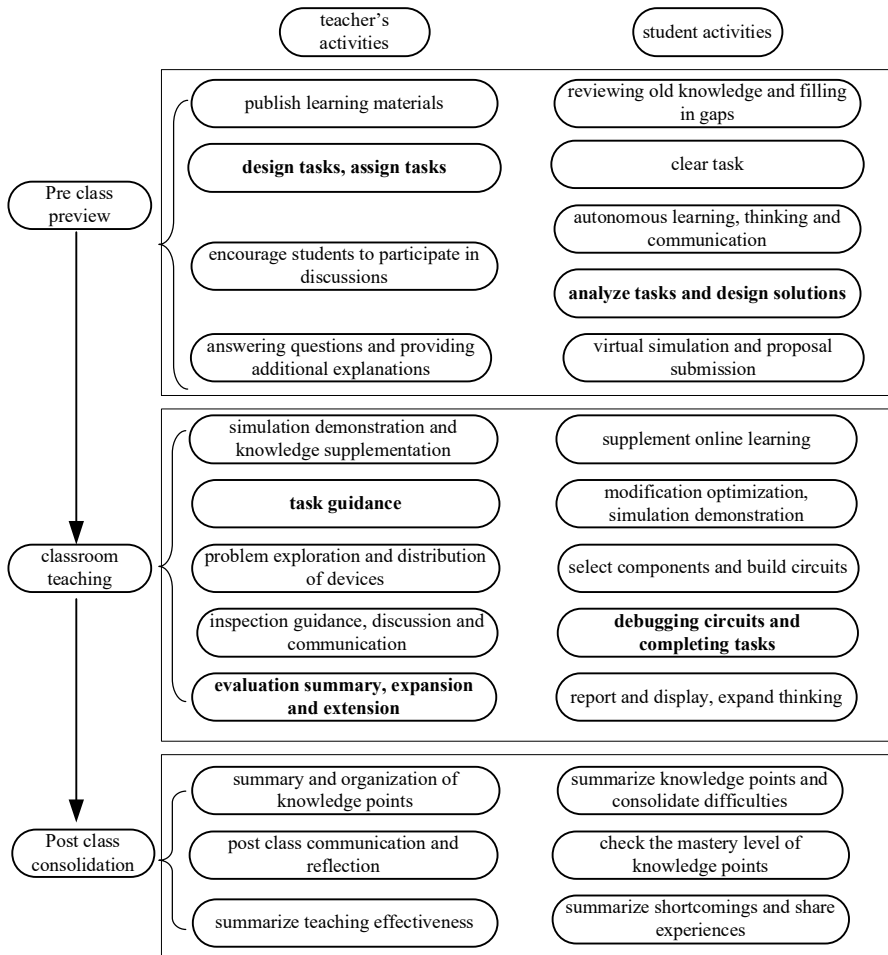 teacher's
activities
student activities
Pre class
preview
publish learning materials
reviewing old knowledge and filling
in gaps
design tasks, assign tasks
clear task
encourage students to participate in
discussions
autonomous learning, thinking and
communication
analyze tasks and design solutions
answering questions and providing
additional explanations
virtual simulation and proposal
submission
classroom
teaching
simulation demonstration and
knowledge supplementation
supplement online learning
task guidance
modification optimization,
simulation demonstration
problem exploration and distribution
of devices
select components and build circuits
inspection guidance, discussion and
communication
debugging circuits and
completing tasks
evaluation summary, expansion
and extension
report and display, expand thinking
Post class
consolidation
summary and organization of
knowledge points
summarize knowledge points and
consolidate difficulties
post class communication and
reflection
check the mastery level of
knowledge points
summarize teaching effectiveness
summarize shortcomings and share
experiences